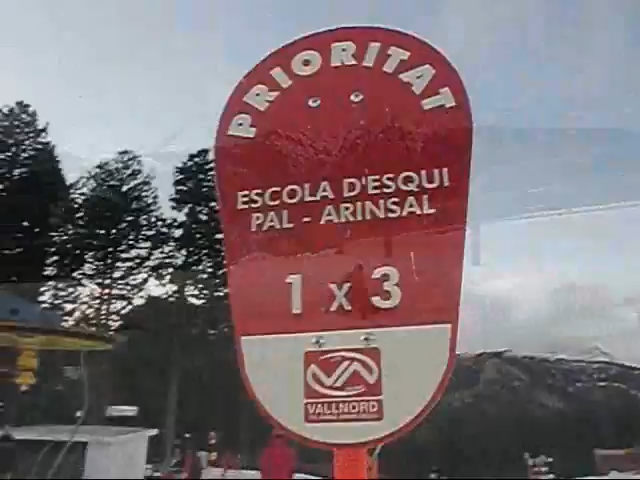 PRIORITAT
ESCOLA D'ESQUI
PAL - ARINSAL
1 x 3
VALLNORD